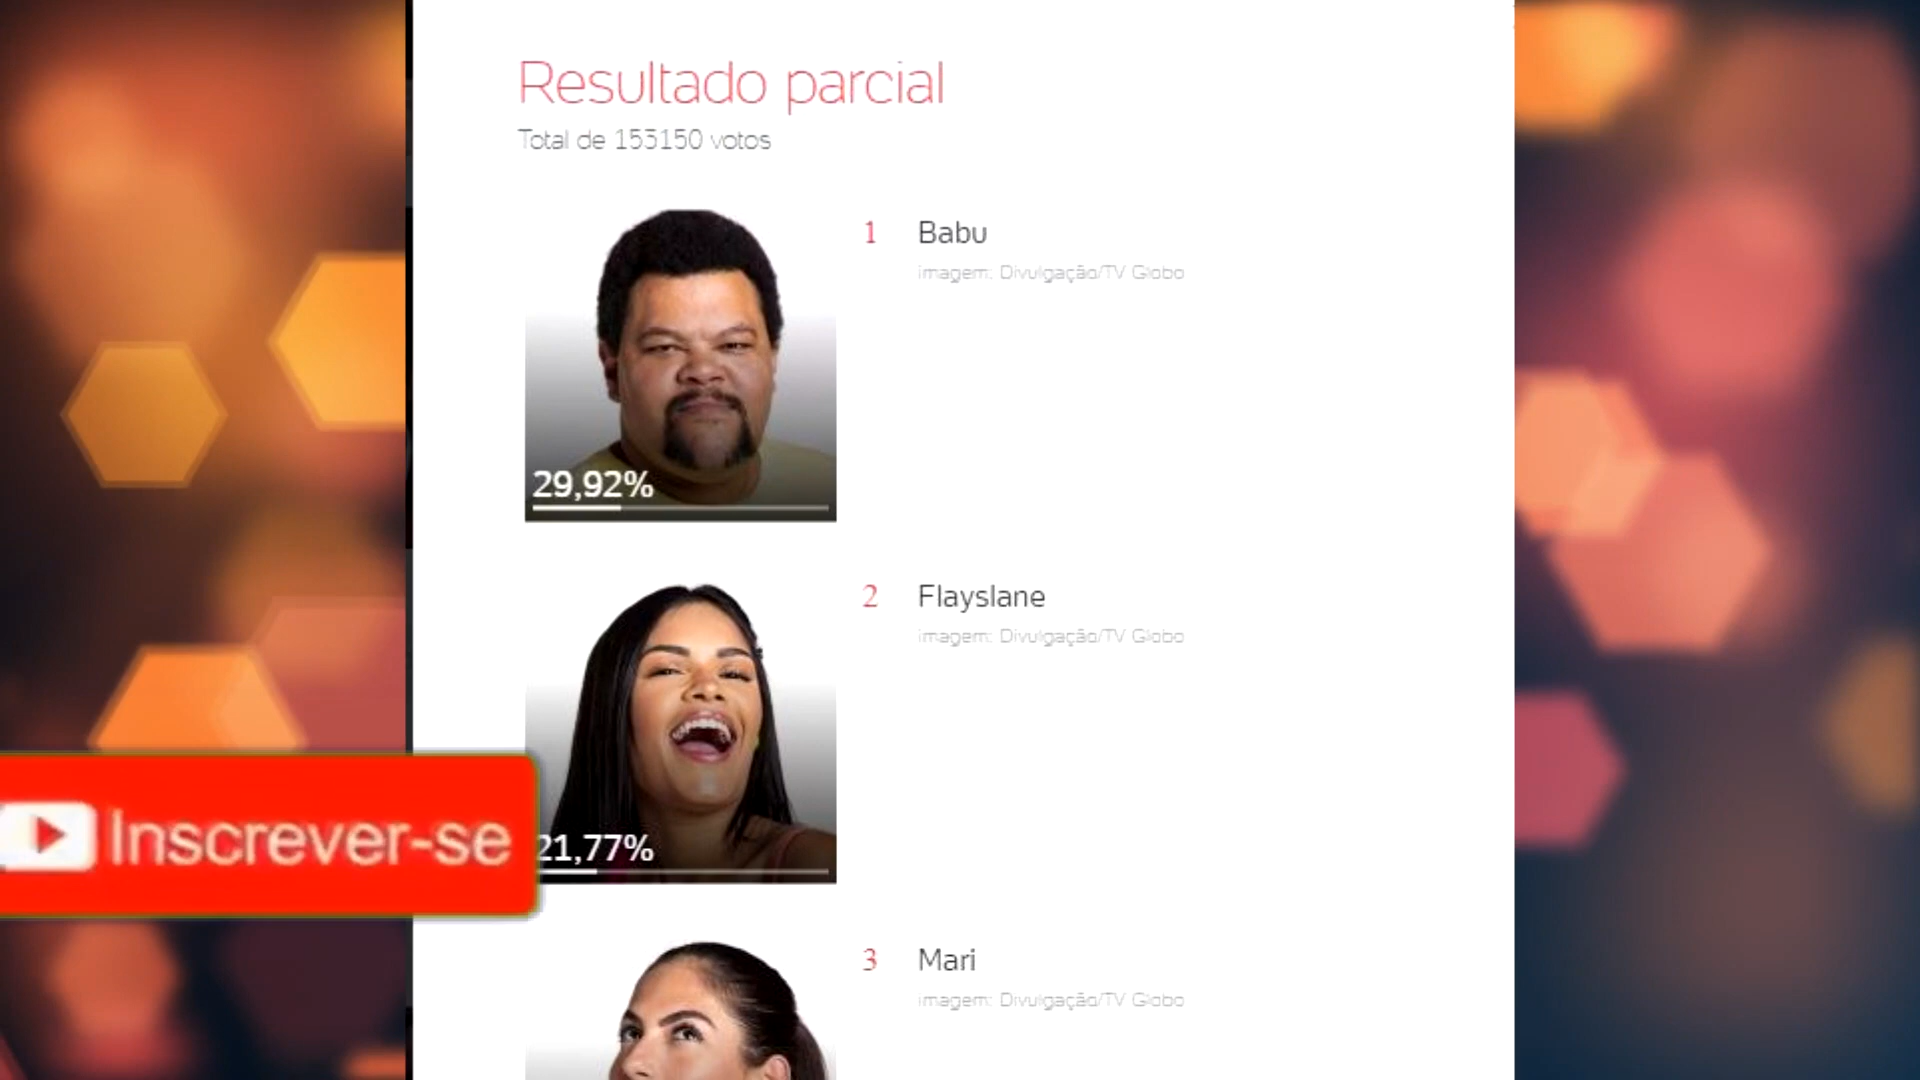 Resultado parcial
Total de 153150 votos
1 Babu
imagem: Divulgação/TV Globo
29,92%
2 Flayslane
imagem: Divulgação/TV Globo
21,77%
Inscrever-se
3 Mari
imagem: Divulgação/TV Globo